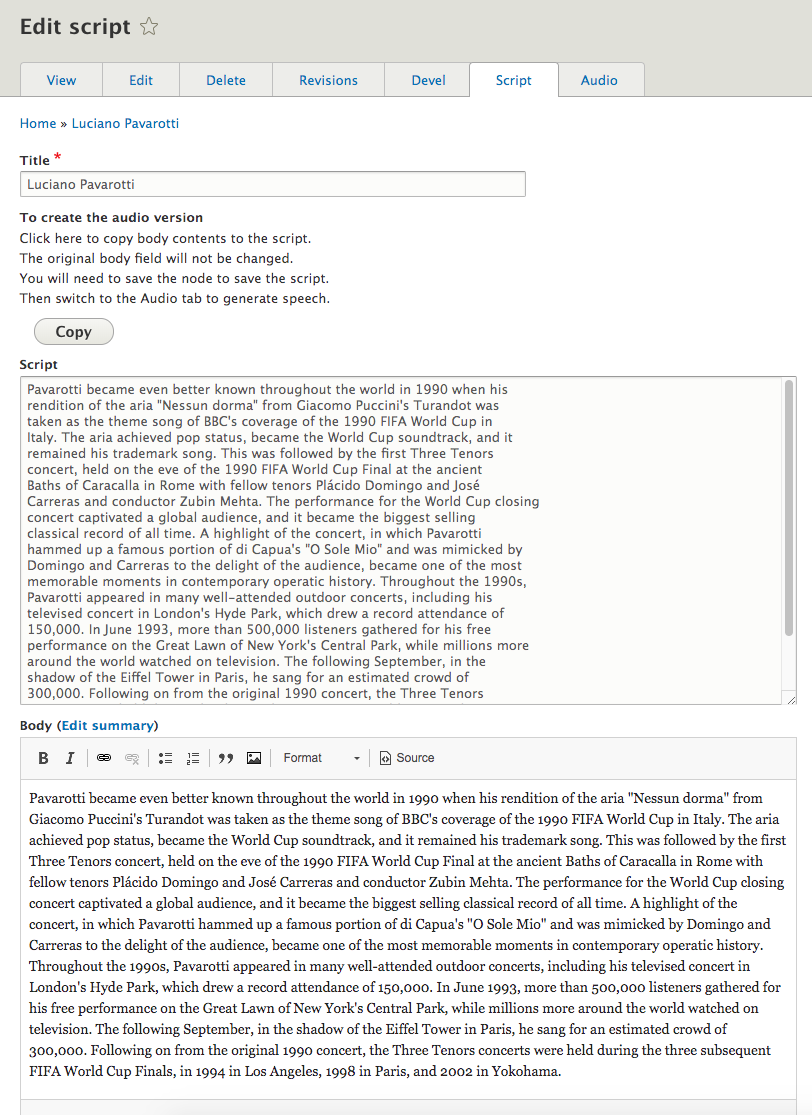 Edit script
View Edit Delete Revisions Devel Script Audio
Home » Luciano Pavarotti
Title *
Luciano Pavarotti
To create the audio version
Click here to copy body contents to the script.
The original body field will not be changed.
You will need to save the node to save the script.
Then switch to the Audio tab to generate speech.
Copy
Script
Pavarotti became even better known throughout the world in 1990 when his
rendition of the aria "Nessun dorma" from Giacomo Puccini's Turandot was
taken as the theme song of BBC's coverage of the 1990 FIFA World Cup in
Italy. The aria achieved pop status, became the World Cup soundtrack, and it
remained his trademark song. This was followed by the first Three Tenors
concert, held on the eve of the 1990 FIFA World Cup Final at the ancient
Baths of Caracalla in Rome with fellow tenors Plácido Domingo and José
Carreras and conductor Zubin Mehta. The performance for the World Cup closing
concert captivated a global audience, and it became the biggest selling
classical record of all time. A highlight of the concert, in which Pavarotti
hammed up a famous portion of di Capua's "O Sole Mio" and was mimicked by
Domingo and Carreras to the delight of the audience, became one of the most
memorable moments in contemporary operatic history. Throughout the 1990s,
Pavarotti appeared in many well-attended outdoor concerts, including his
televised concert in London's Hyde Park, which drew a record attendance of
150,000. In June 1993, more than 500,000 listeners gathered for his free
performance on the Great Lawn of New York's Central Park, while millions more
around the world watched on television. The following September, in the
shadow of the Eiffel Tower in Paris, he sang for an estimated crowd of
300,000. Following on from the original 1990 concert, the Three Tenors
Body (Edit summary)
B I Format Source
Pavarotti became even better known throughout the world in 1990 when his rendition of the aria "Nessun dorma" from
Giacomo Puccini's Turandot was taken as the theme song of BBC's coverage of the 1990 FIFA World Cup in Italy. The aria
achieved pop status, became the World Cup soundtrack, and it remained his trademark song. This was followed by the first
Three Tenors concert, held on the eve of the 1990 FIFA World Cup Final at the ancient Baths of Caracalla in Rome with
fellow tenors Plácido Domingo and José Carreras and conductor Zubin Mehta. The performance for the World Cup closing
concert captivated a global audience, and it became the biggest selling classical record of all time. A highlight of the
concert, in which Pavarotti hammed up a famous portion of di Capua's "O Sole Mio" and was mimicked by Domingo and
Carreras to the delight of the audience, became one of the most memorable moments in contemporary operatic history.
Throughout the 1990s, Pavarotti appeared in many well-attended outdoor concerts, including his televised concert in
London's Hyde Park, which drew a record attendance of 150,000. In June 1993, more than 500,000 listeners gathered for
his free performance on the Great Lawn of New York's Central Park, while millions more around the world watched on
television. The following September, in the shadow of the Eiffel Tower in Paris, he sang for an estimated crowd of
300,000. Following on from the original 1990 concert, the Three Tenors concerts were held during the three subsequent
FIFA World Cup Finals, in 1994 in Los Angeles, 1998 in Paris, and 2002 in Yokohama.